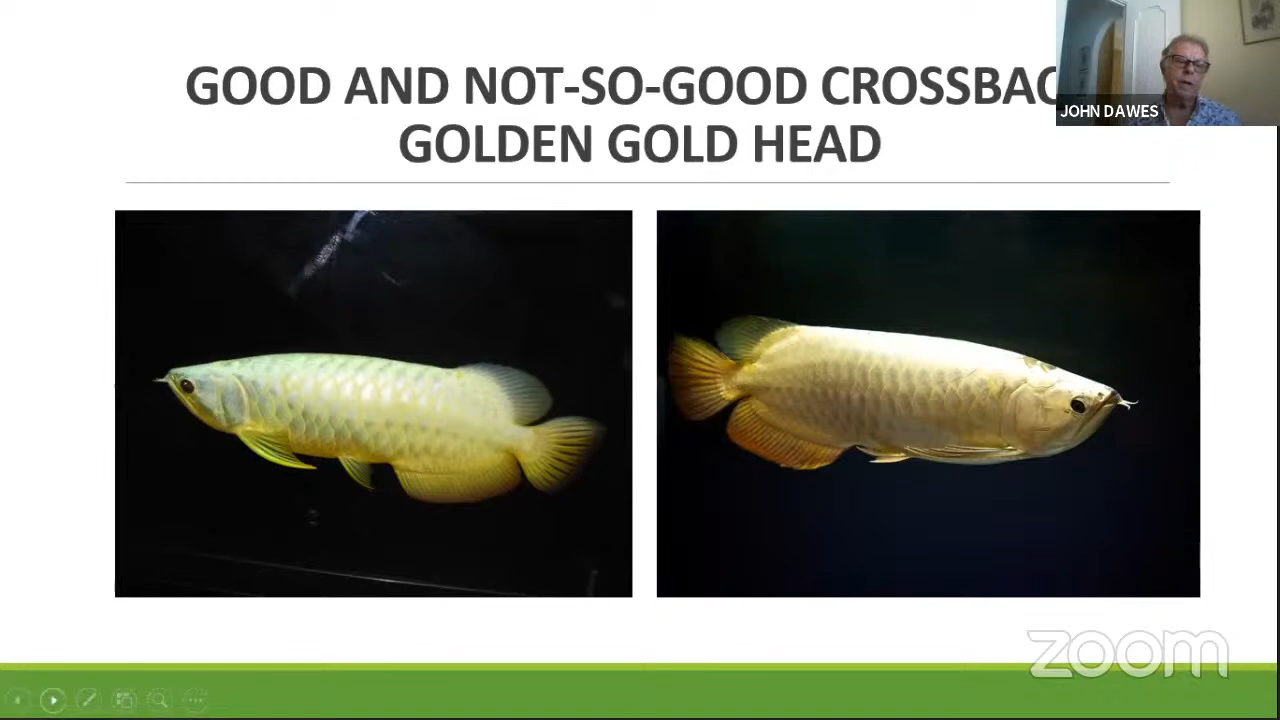 GOOD AND NOT-SO-GOOD CROSSBAC
GOLDEN GOLD HEAD
JOHN DAWES
zoom